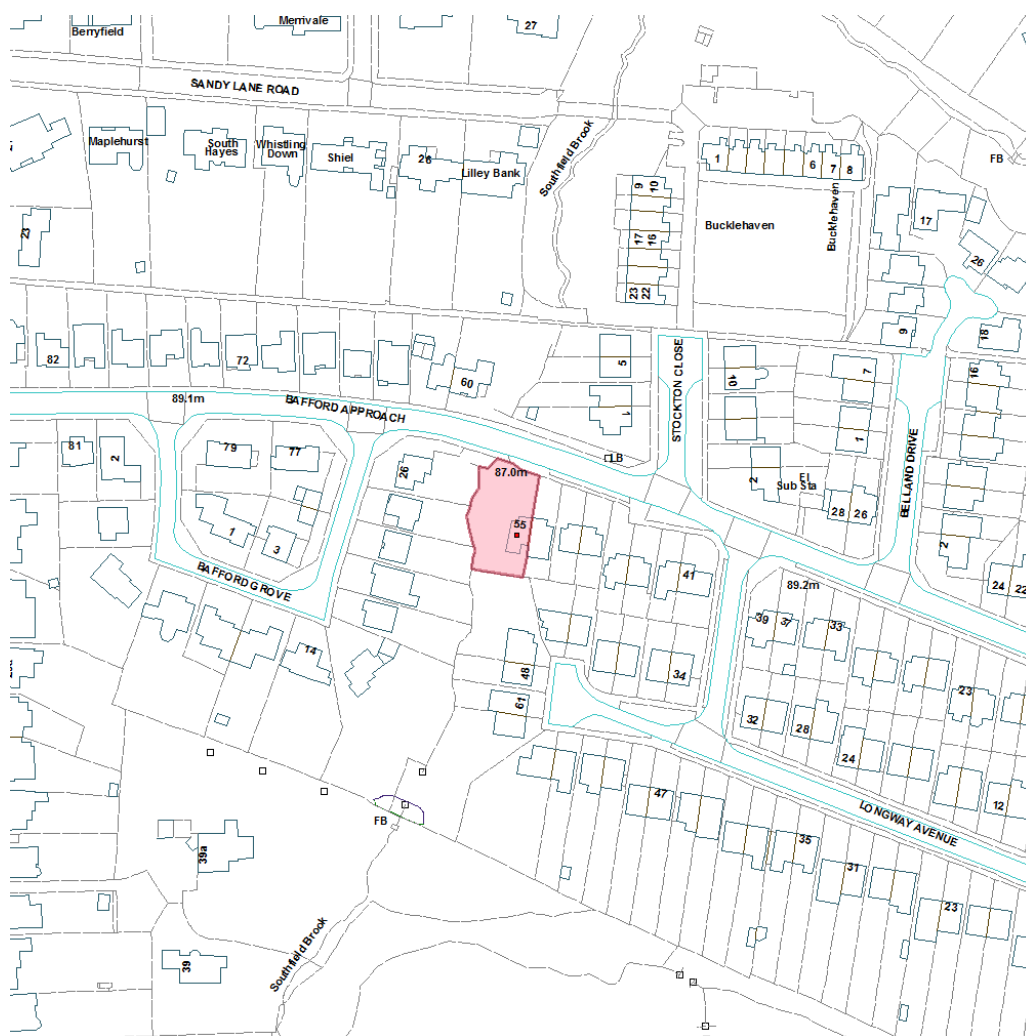 Merrivale
Berryfield
27
SANDY LANE ROAD
Maplehurst
South
Hayes
Whistling
Down
Shiel
26
Lilley Bank
Southfield Brook
1
6
7
8
FB
9
10
17
16
23
22
Bucklehaven
Bucklehaven
17
26
23
9
18
82
72
60
5
10
7
16
STOCKTON CLOSE
89.1m
BAFFORD APPROACH
1
1
BELLAND DRIVE
81
2
79
77
26
87.0m
LB
2
El
Sub Sta
28
26
55
1
3
2
24
22
BAFFORD GROVE
41
89.2m
39
37
33
14
48
34
23
61
32
28
24
47
12
LONGWAY AVENUE
FB
39a
35
31
23
39
Southfield Brook